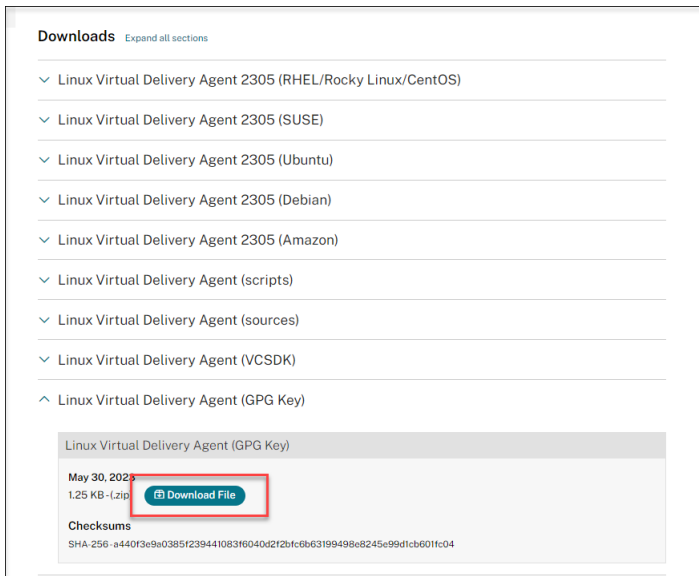 Downloads Expand all sections
Linux Virtual Delivery Agent 2305 (RHEL/Rocky Linux/CentOS)
Linux Virtual Delivery Agent 2305 (SUSE)
Linux Virtual Delivery Agent 2305 (Ubuntu)
Linux Virtual Delivery Agent 2305 (Debian)
Linux Virtual Delivery Agent 2305 (Amazon)
Linux Virtual Delivery Agent (scripts)
Linux Virtual Delivery Agent (sources)
Linux Virtual Delivery Agent (VCSDK)
Linux Virtual Delivery Agent (GPG Key)
Linux Virtual Delivery Agent (GPG Key)
May 30, 2023
1.25 KB - (.zip) Download File
Checksums
SHA-256 - a440f3e9a0385f239441083f6040d2f2bfc6b63199498e8245e99d1cb601fc04